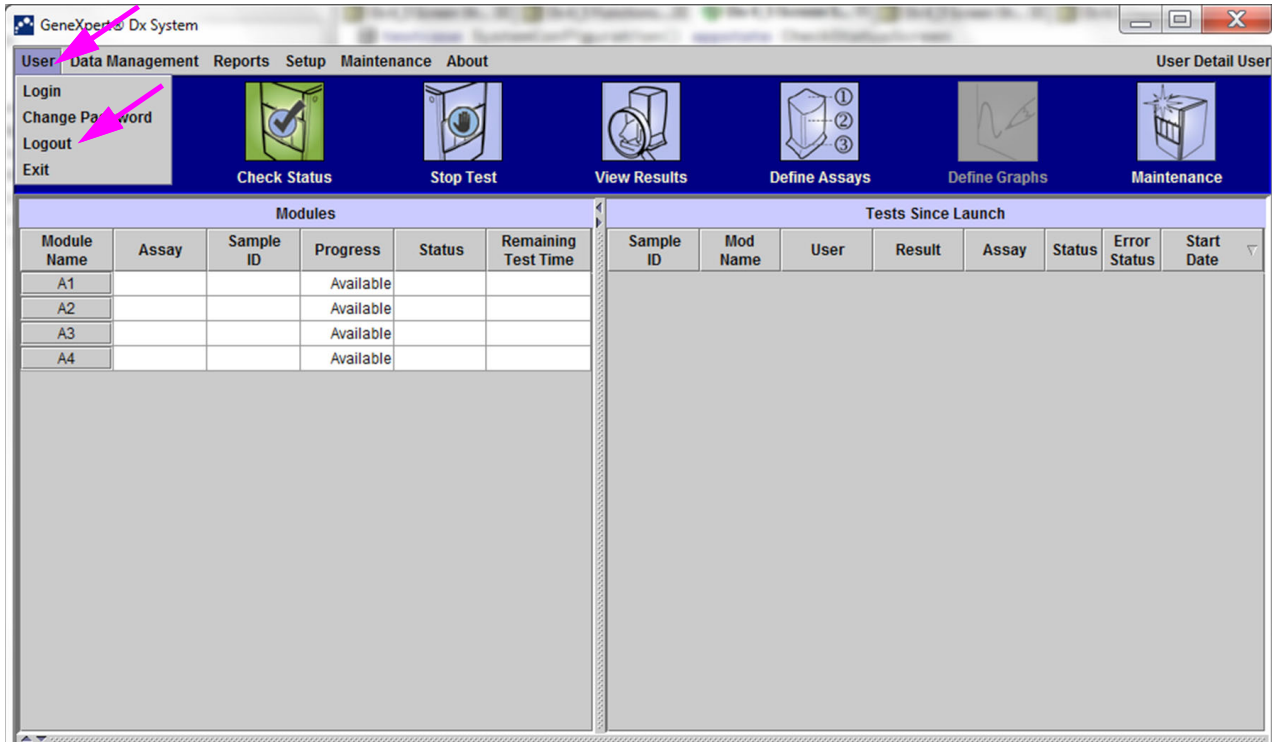 GeneXpert® Dx System
User Data Management Reports Setup Maintenance About User Detail User
Login
Change Password
Logout
Exit
Check Status Stop Test View Results Define Assays Define Graphs Maintenance
① ② ③
Modules Tests Since Launch
Module Name Assay Sample ID Progress Status Remaining Test Time Sample ID Mod Name User Result Assay Status Error Status Start Date
A1 Available
A2 Available
A3 Available
A4 Available